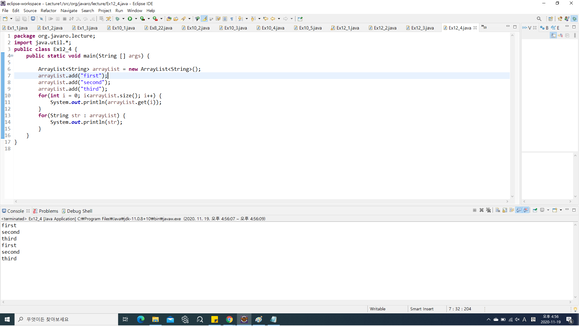 eclipse-workspace - Lecture1/src/org/javaro/lecture/Ex12_4.java - Eclipse IDE
File Edit Source Refactor Navigate Search Project Run Window Help
Ex1_1.java Ex1_2.java Ex1_3.java Ex10_1.java Ex8_22.java Ex10_2.java Ex10_3.java Ex10_4.java Ex10_5.java Ex12_1.java Ex12_2.java Ex12_3.java Ex12_4.java
1 package org.javaro.lecture;
2 import java.util.*;
3 public class Ex12_4 {
4 public static void main(String [] args) {
5
6 ArrayList<String> arrayList = new ArrayList<String>();
7 arrayList.add("first");
8 arrayList.add("second");
9 arrayList.add("third");
10 for(int i = 0; i<arrayList.size(); i++) {
11 System.out.println(arrayList.get(i));
12 }
13 for(String str : arrayList) {
14 System.out.println(str);
15 }
16 }
17 }
18
Console Problems Debug Shell
<terminated> Ex12_4 [Java Application] C:\Program Files\Java\jdk-11.0.8+10\bin\javaw.exe (2020. 11. 19. 오후 4:56:07 – 오후 4:56:09)
first
second
third
first
second
third
Writable Smart Insert 7 : 32 : 204
무엇이든 찾아보세요
A
오후 4:56
2020-11-19